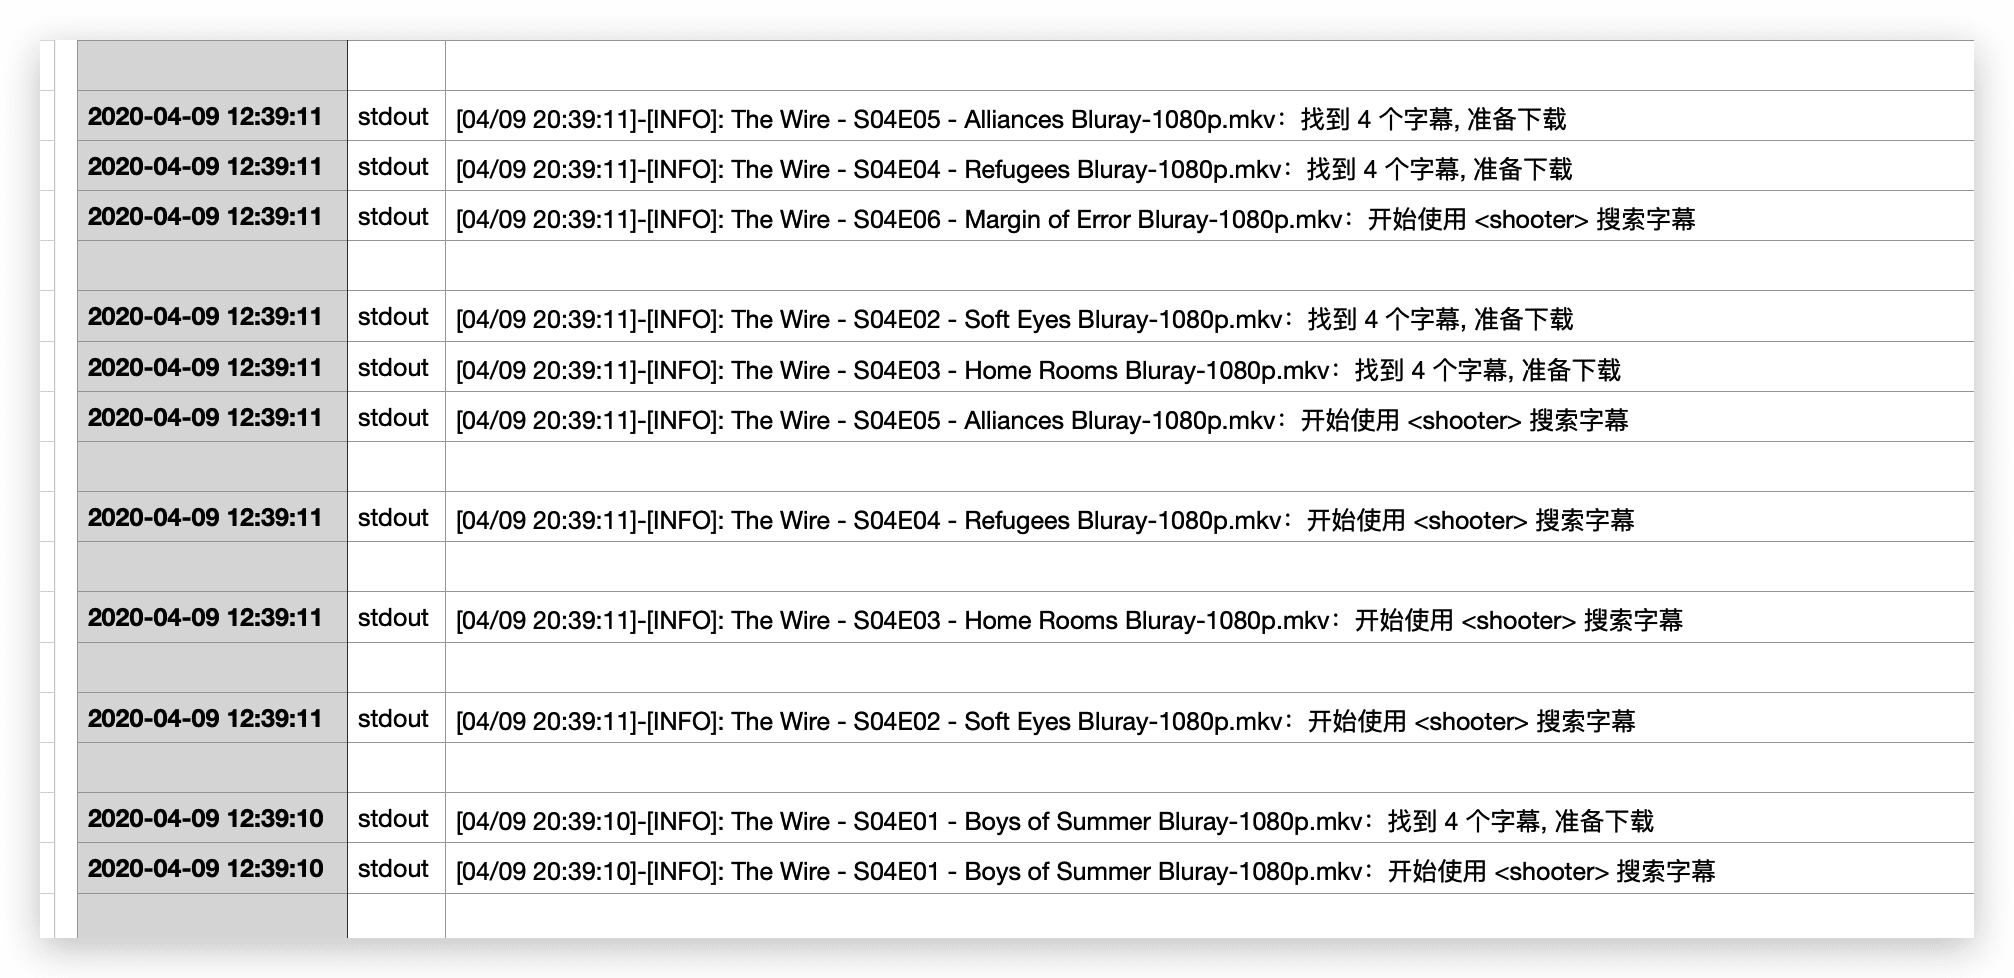 2020-04-09 12:39:11 stdout [04/09 20:39:11]-[INFO]: The Wire - S04E05 - Alliances Bluray-1080p.mkv：找到 4 个字幕, 准备下载
2020-04-09 12:39:11 stdout [04/09 20:39:11]-[INFO]: The Wire - S04E04 - Refugees Bluray-1080p.mkv：找到 4 个字幕, 准备下载
2020-04-09 12:39:11 stdout [04/09 20:39:11]-[INFO]: The Wire - S04E06 - Margin of Error Bluray-1080p.mkv：开始使用 <shooter> 搜索字幕
2020-04-09 12:39:11 stdout [04/09 20:39:11]-[INFO]: The Wire - S04E02 - Soft Eyes Bluray-1080p.mkv：找到 4 个字幕, 准备下载
2020-04-09 12:39:11 stdout [04/09 20:39:11]-[INFO]: The Wire - S04E03 - Home Rooms Bluray-1080p.mkv：找到 4 个字幕, 准备下载
2020-04-09 12:39:11 stdout [04/09 20:39:11]-[INFO]: The Wire - S04E05 - Alliances Bluray-1080p.mkv：开始使用 <shooter> 搜索字幕
2020-04-09 12:39:11 stdout [04/09 20:39:11]-[INFO]: The Wire - S04E04 - Refugees Bluray-1080p.mkv：开始使用 <shooter> 搜索字幕
2020-04-09 12:39:11 stdout [04/09 20:39:11]-[INFO]: The Wire - S04E03 - Home Rooms Bluray-1080p.mkv：开始使用 <shooter> 搜索字幕
2020-04-09 12:39:11 stdout [04/09 20:39:11]-[INFO]: The Wire - S04E02 - Soft Eyes Bluray-1080p.mkv：开始使用 <shooter> 搜索字幕
2020-04-09 12:39:10 stdout [04/09 20:39:10]-[INFO]: The Wire - S04E01 - Boys of Summer Bluray-1080p.mkv：找到 4 个字幕, 准备下载
2020-04-09 12:39:10 stdout [04/09 20:39:10]-[INFO]: The Wire - S04E01 - Boys of Summer Bluray-1080p.mkv：开始使用 <shooter> 搜索字幕